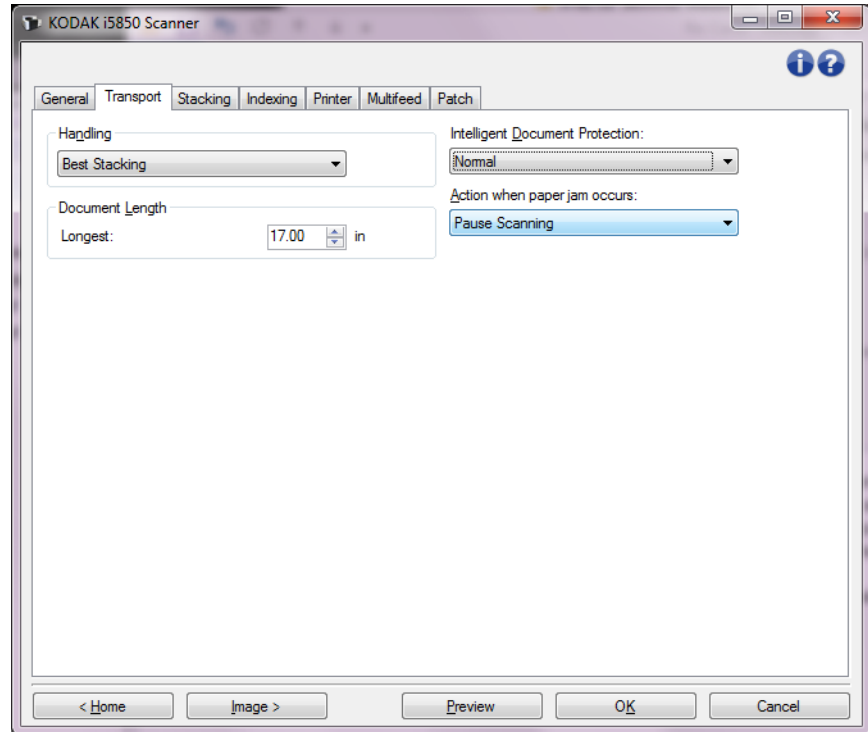 KODAK i5850 Scanner
General Transport Stacking Indexing Printer Multifeed Patch
Handling
Best Stacking
Document Length
Longest: 17.00 in
Intelligent Document Protection:
Normal
Action when paper jam occurs:
Pause Scanning
< Home Image > Preview OK Cancel